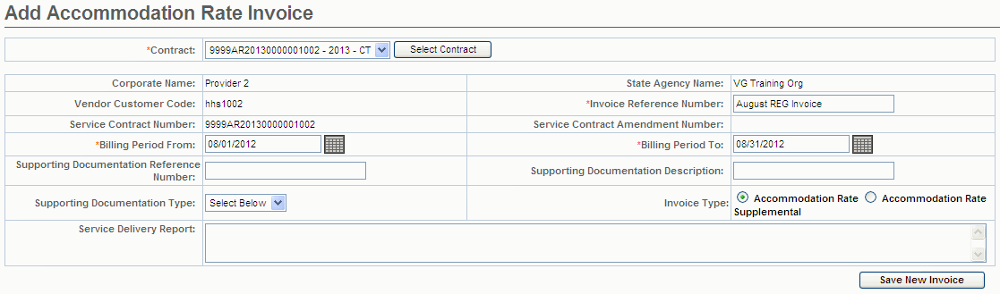 Add Accommodation Rate Invoice
*Contract: 9999AR20130000001002 - 2013 - CT Select Contract
Corporate Name: Provider 2 State Agency Name: VG Training Org
Vendor Customer Code: hhs1002 *Invoice Reference Number: August REG Invoice
Service Contract Number: 9999AR20130000001002 Service Contract Amendment Number:
*Billing Period From: 08/01/2012 *Billing Period To: 08/31/2012
Supporting Documentation Reference
Number:
Supporting Documentation Description:
Supporting Documentation Type: Select Below Invoice Type: Accommodation Rate Accommodation Rate
Supplemental
Service Delivery Report:
Save New Invoice